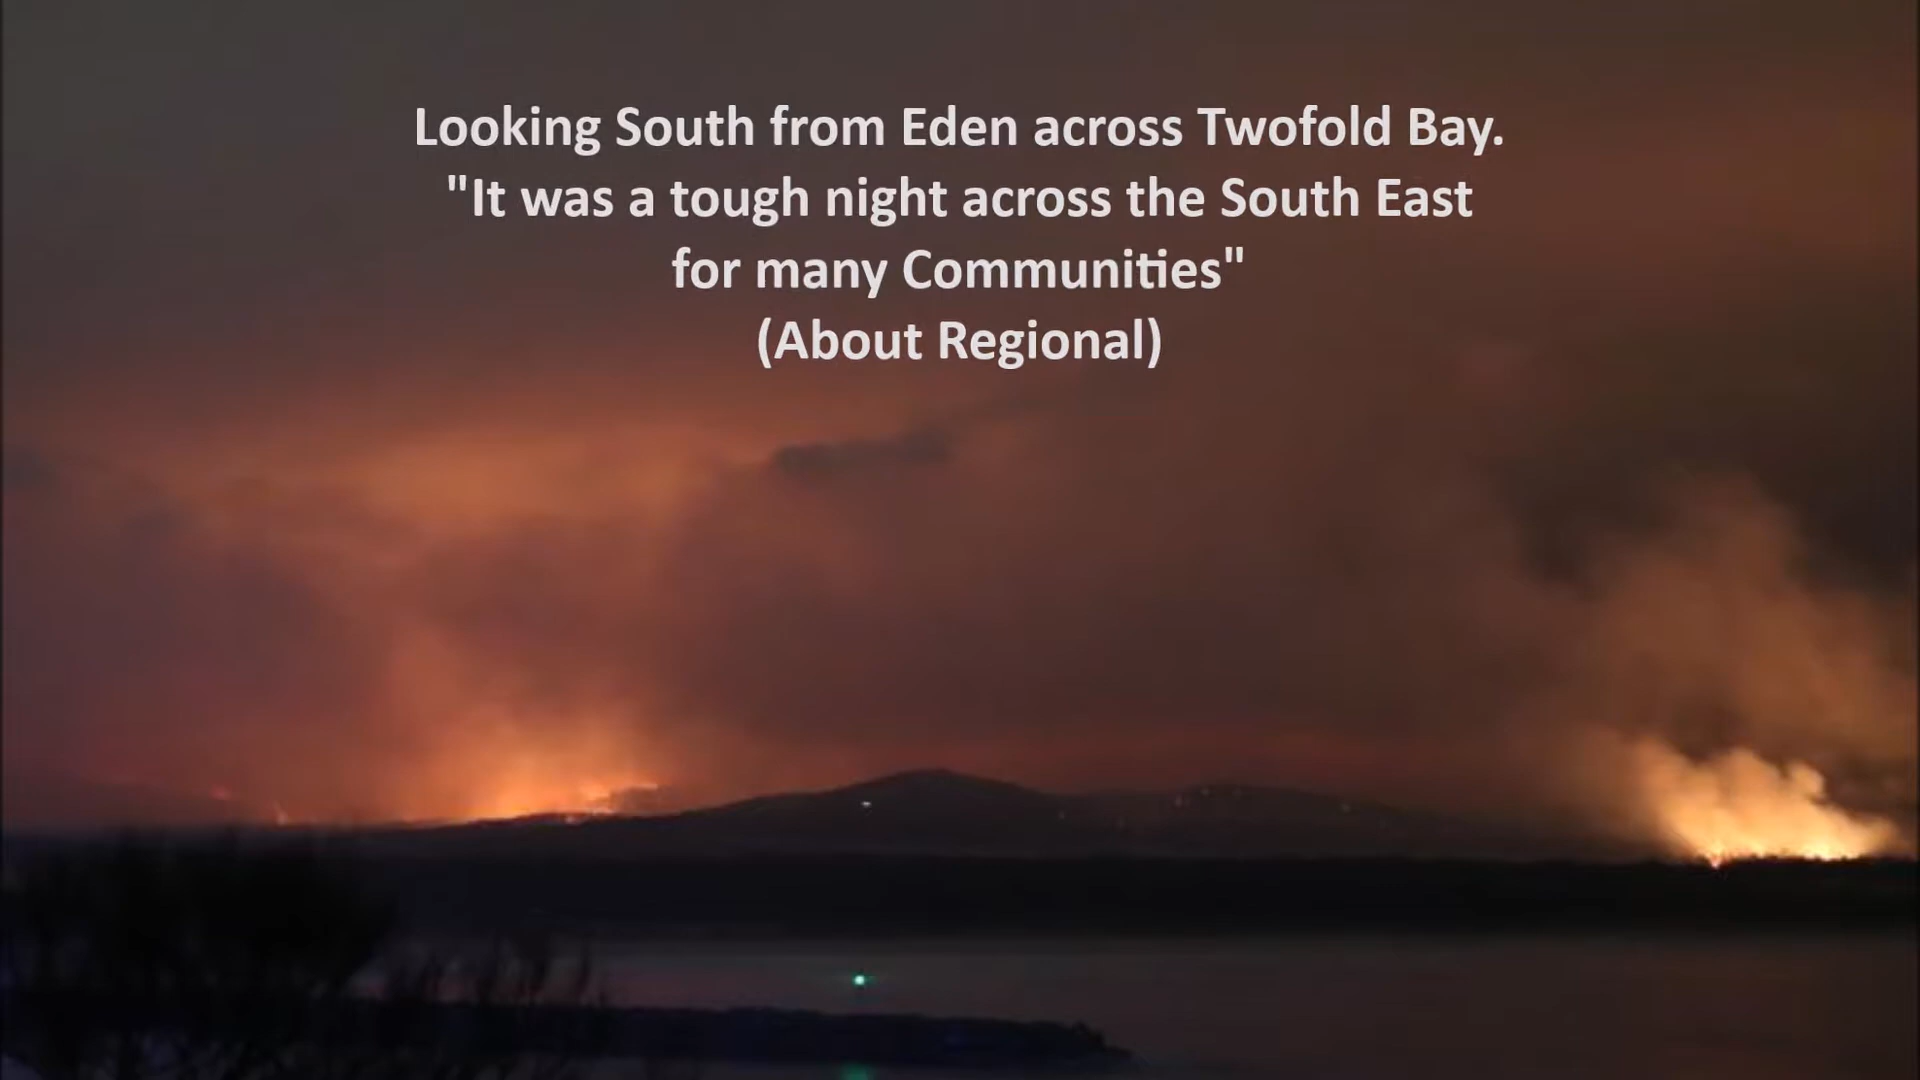 Looking South from Eden across Twofold Bay.
"It was a tough night across the South East
for many Communities"
(About Regional)